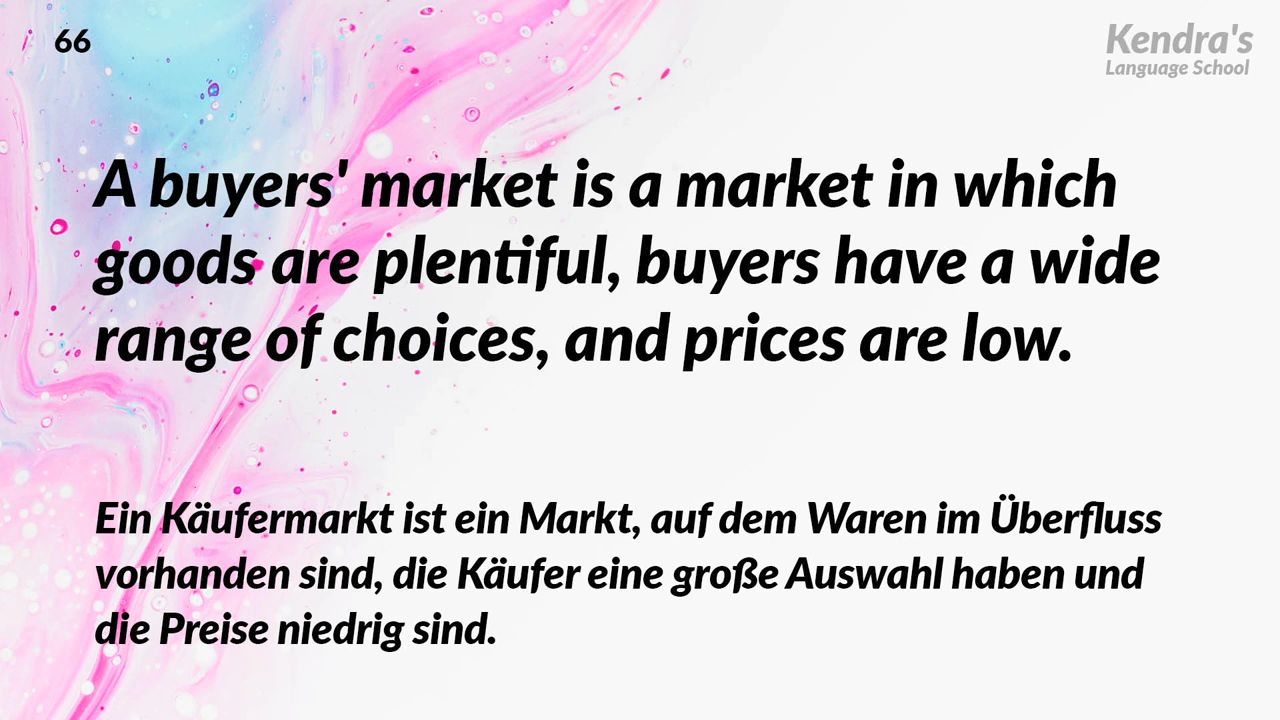 66
Kendra's
Language School
A buyers' market is a market in which
goods are plentiful, buyers have a wide
range of choices, and prices are low.
Ein Käufermarkt ist ein Markt, auf dem Waren im Überfluss
vorhanden sind, die Käufer eine große Auswahl haben und
die Preise niedrig sind.